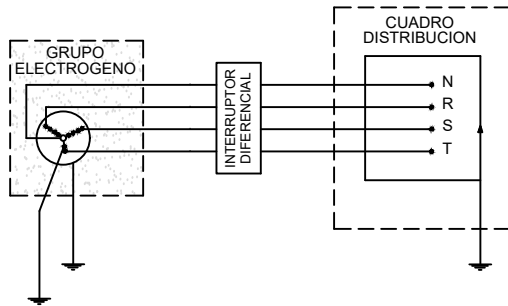 GRUPO
ELECTROGENO
INTERRUPTOR
DIFERENCIAL
CUADRO
DISTRIBUCION
N
R
S
T